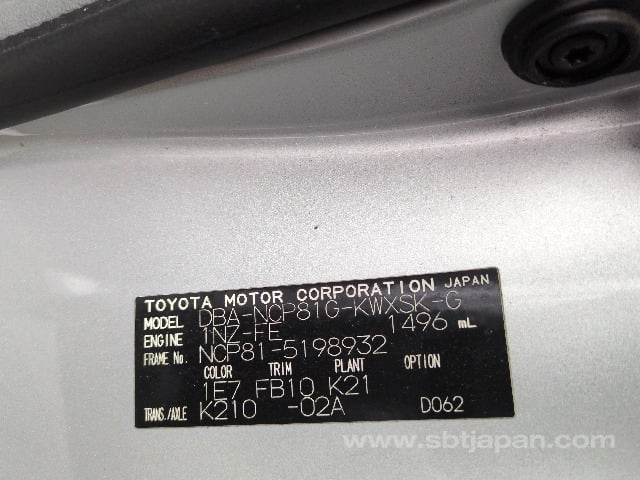 TOYOTA MOTOR CORPORATION JAPAN
MODEL DBA-NCP81G-KWXSK-G
ENGINE 1NZ-FE 1496 mL
FRAME No. NCP81-5198932
COLOR TRIM PLANT OPTION
1E7 FB10 K21
TRANS./AXLE K210 -02A D062
www.sbtjapan.com